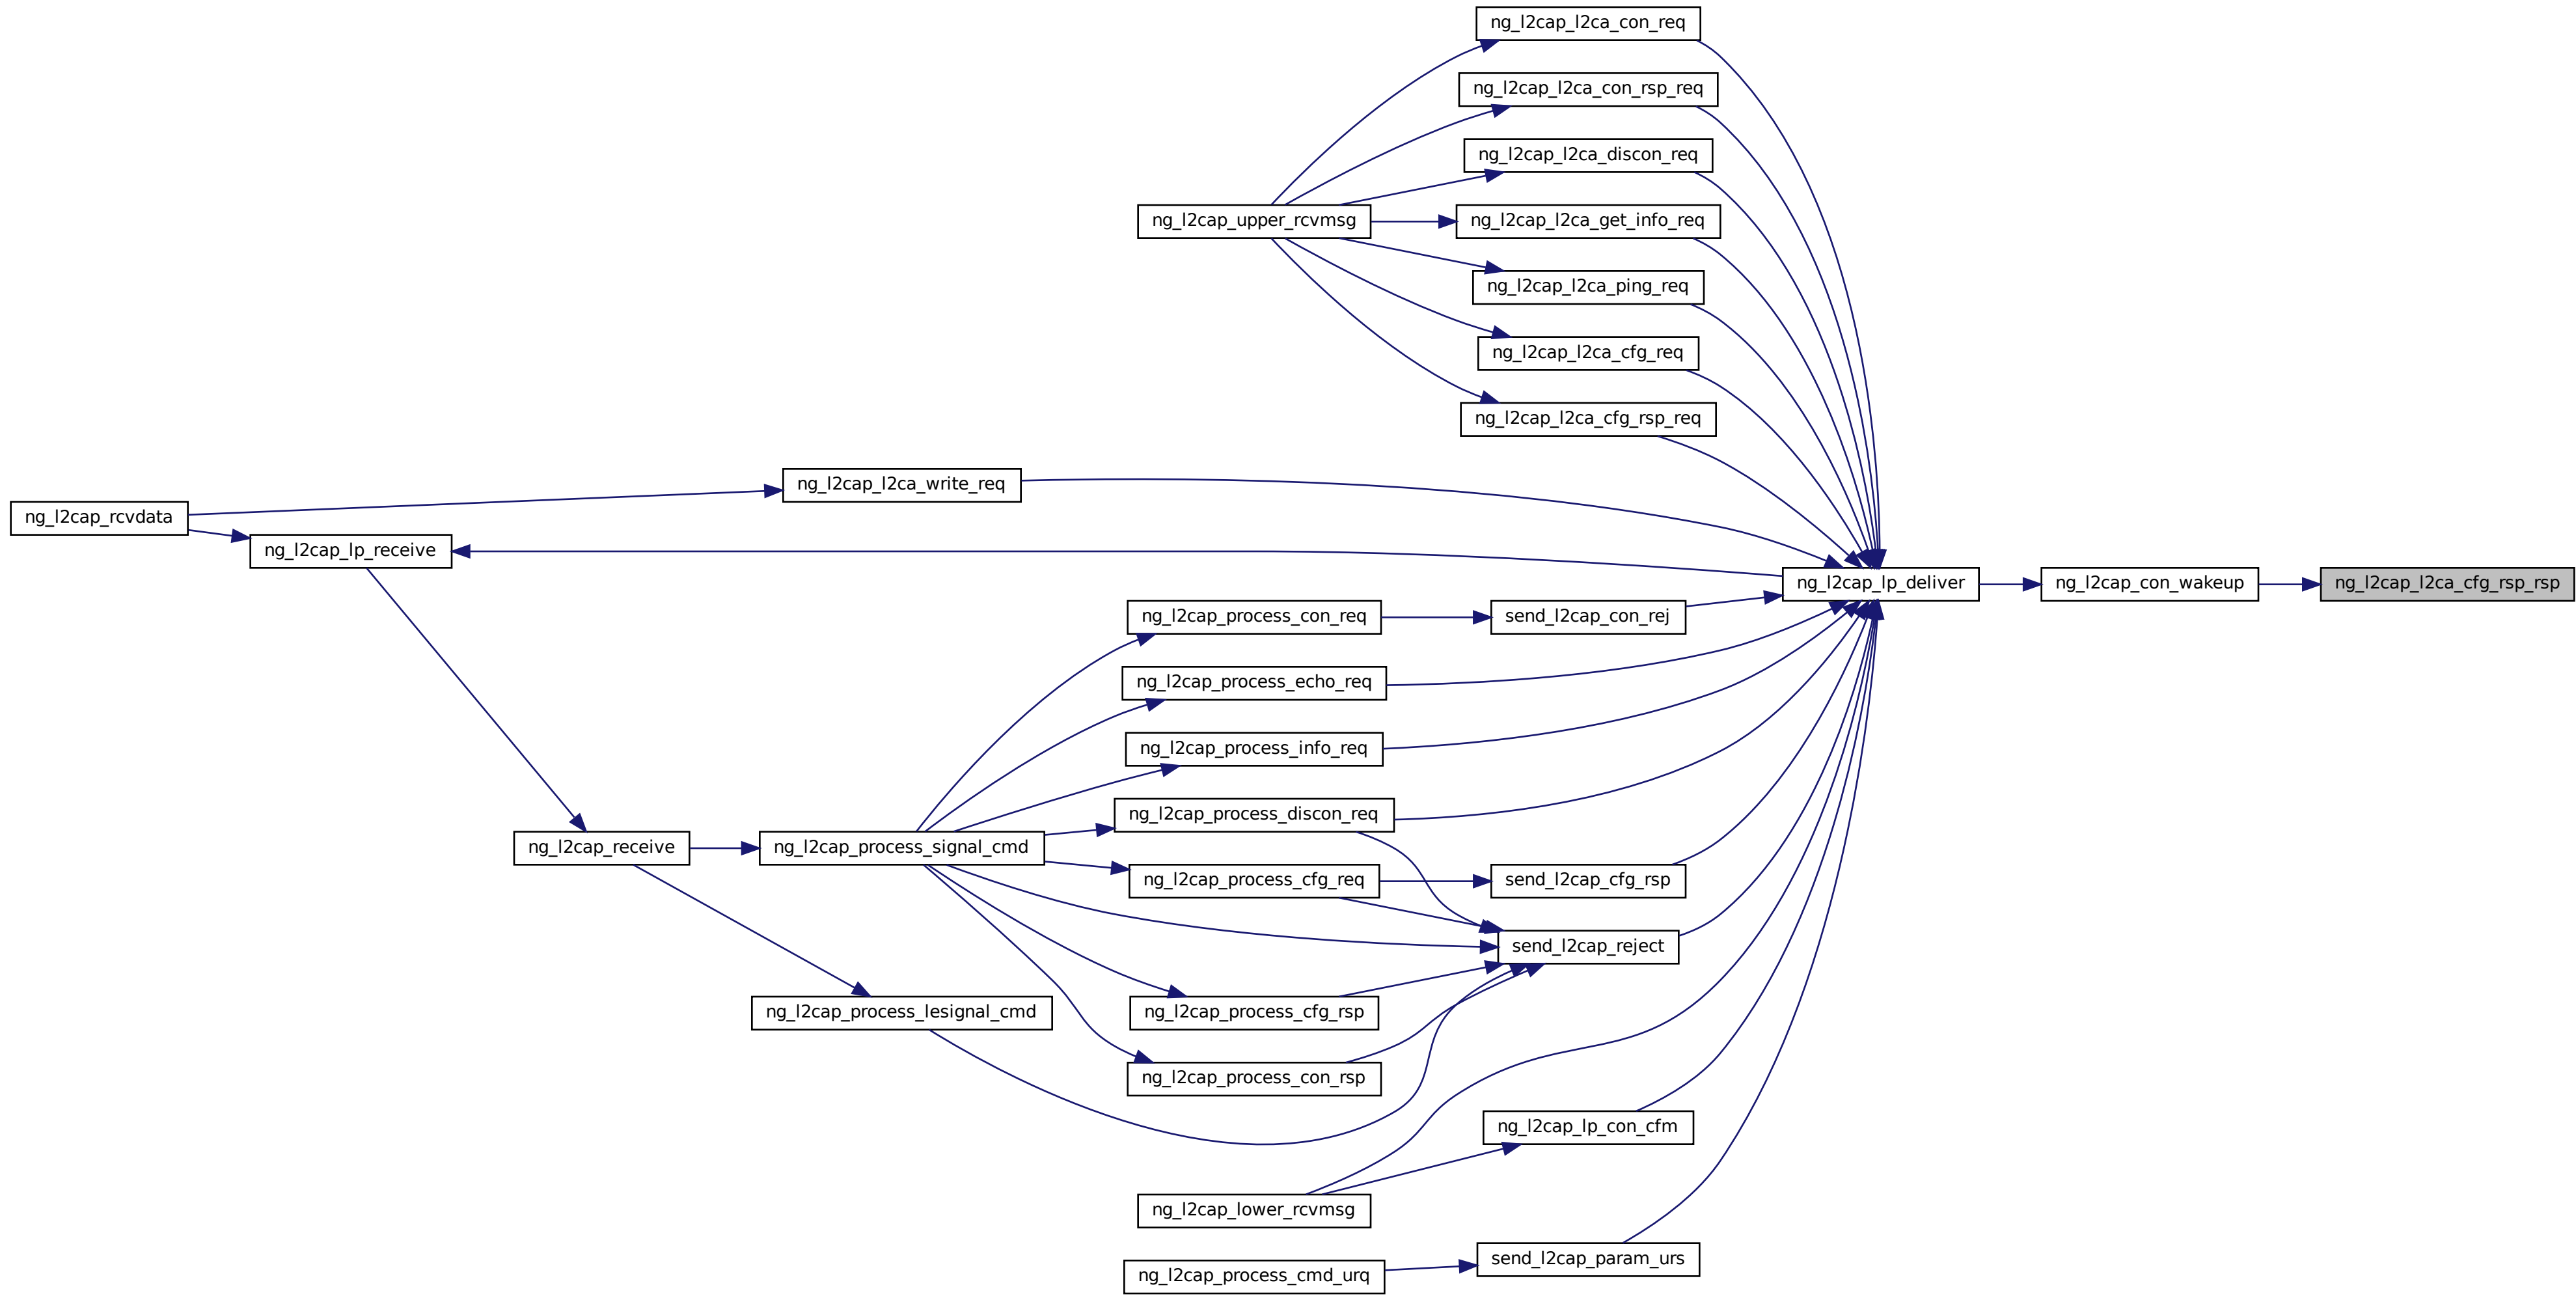 ng_l2cap_l2ca_con_req
ng_l2cap_l2ca_con_rsp_req
ng_l2cap_l2ca_discon_req
ng_l2cap_upper_rcvmsg
ng_l2cap_l2ca_get_info_req
ng_l2cap_l2ca_ping_req
ng_l2cap_l2ca_cfg_req
ng_l2cap_l2ca_cfg_rsp_req
ng_l2cap_l2ca_write_req
ng_l2cap_rcvdata
ng_l2cap_lp_receive
ng_l2cap_lp_deliver
ng_l2cap_con_wakeup
ng_l2cap_l2ca_cfg_rsp_rsp
ng_l2cap_process_con_req
send_l2cap_con_rej
ng_l2cap_process_echo_req
ng_l2cap_process_info_req
ng_l2cap_process_discon_req
ng_l2cap_receive
ng_l2cap_process_signal_cmd
ng_l2cap_process_cfg_req
send_l2cap_cfg_rsp
send_l2cap_reject
ng_l2cap_process_lesignal_cmd
ng_l2cap_process_cfg_rsp
ng_l2cap_process_con_rsp
ng_l2cap_lp_con_cfm
ng_l2cap_lower_rcvmsg
send_l2cap_param_urs
ng_l2cap_process_cmd_urq